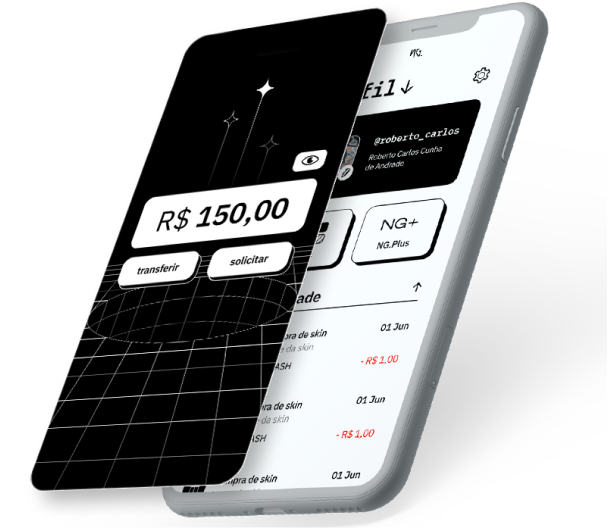 R$ 150,00
transferir
solicitar
NG.
fil↓
@roberto_carlos
Roberto Carlos Cunha
de Andrade
NG+
NG.Plus
ade ↑
pra de skin 01 Jun
da skin
ASH - R$ 1,00
ra de skin 01 Jun
da skin
ASH - R$ 1,00
mpra de skin 01 Jun